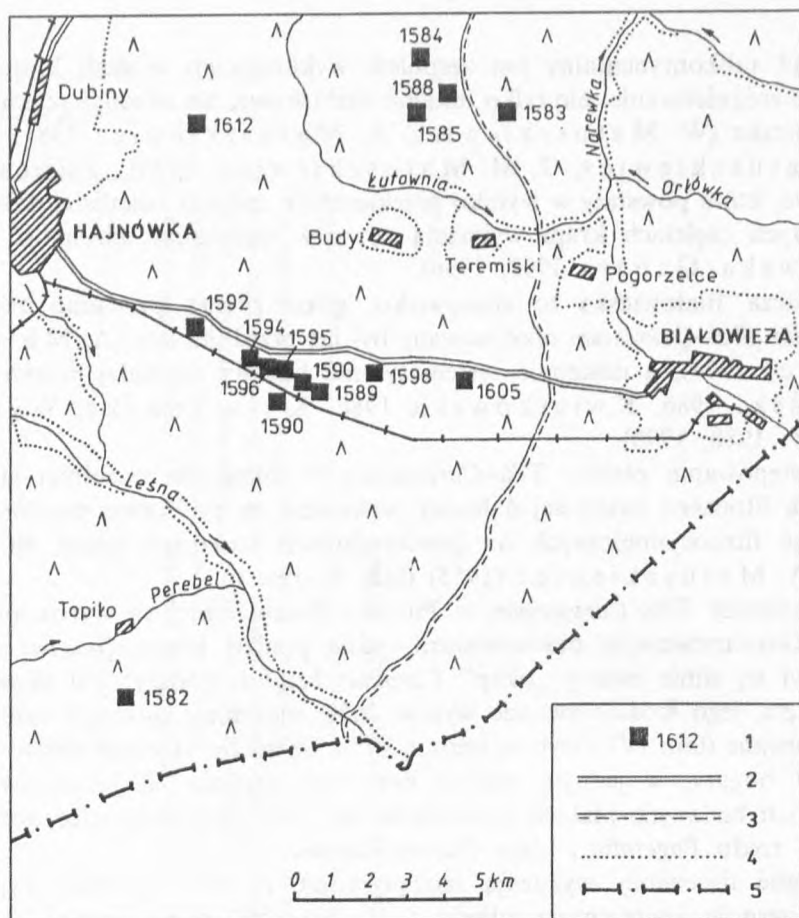 1584
Dubiny
1588
1612
1585
1583
Narewka
Łutownia
Orłówka
HAJNÓWKA
Budy
Teremiski
Pogorzelce
1592
1594
1595
BIAŁOWIEŻA
1590
1598
1596
1589
1605
1590
Leśna
Perebel
Topiło
1582
1612 1
2
3
4
5
0 1 2 3 4 5 km